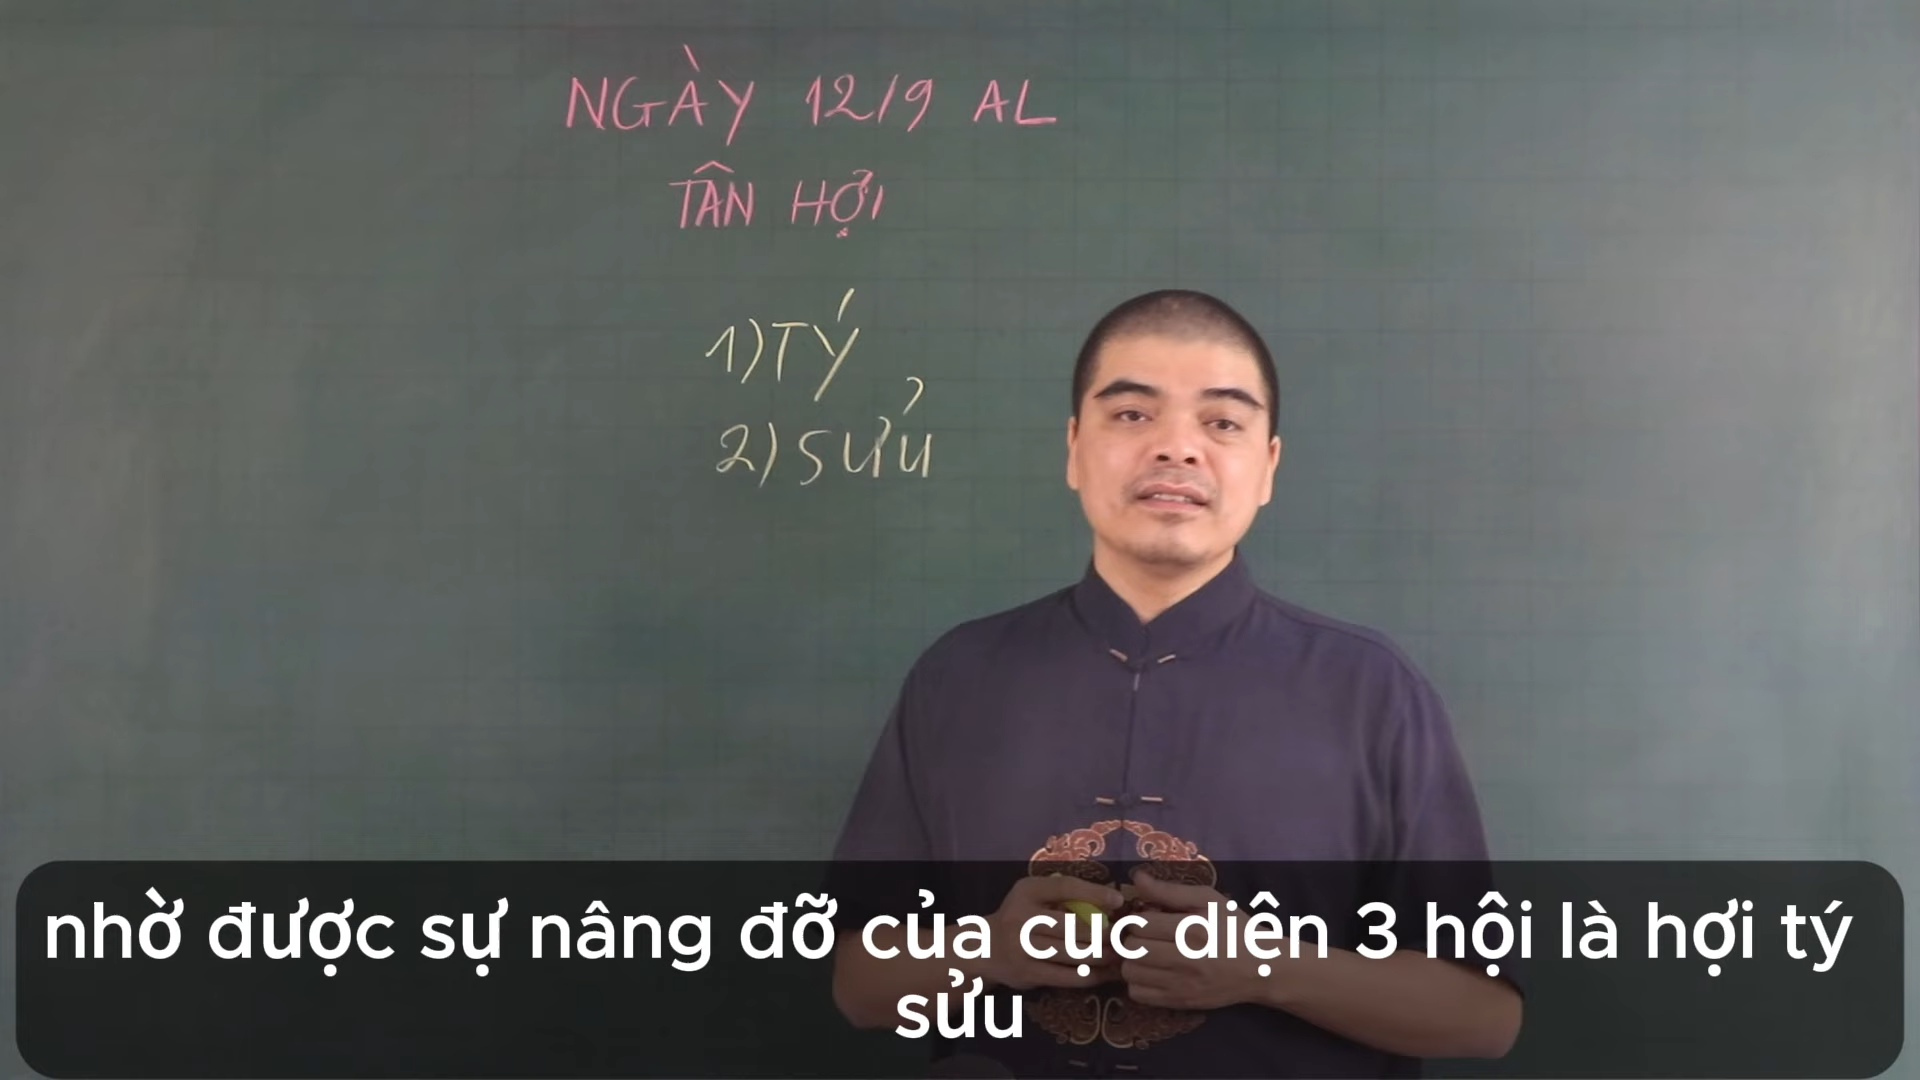 NGÀY 12/9 AL
TÂN HỢI
1) TÝ
2) SỬU
nhờ được sự nâng đỡ của cục diện 3 hội là hợi tý
sửu